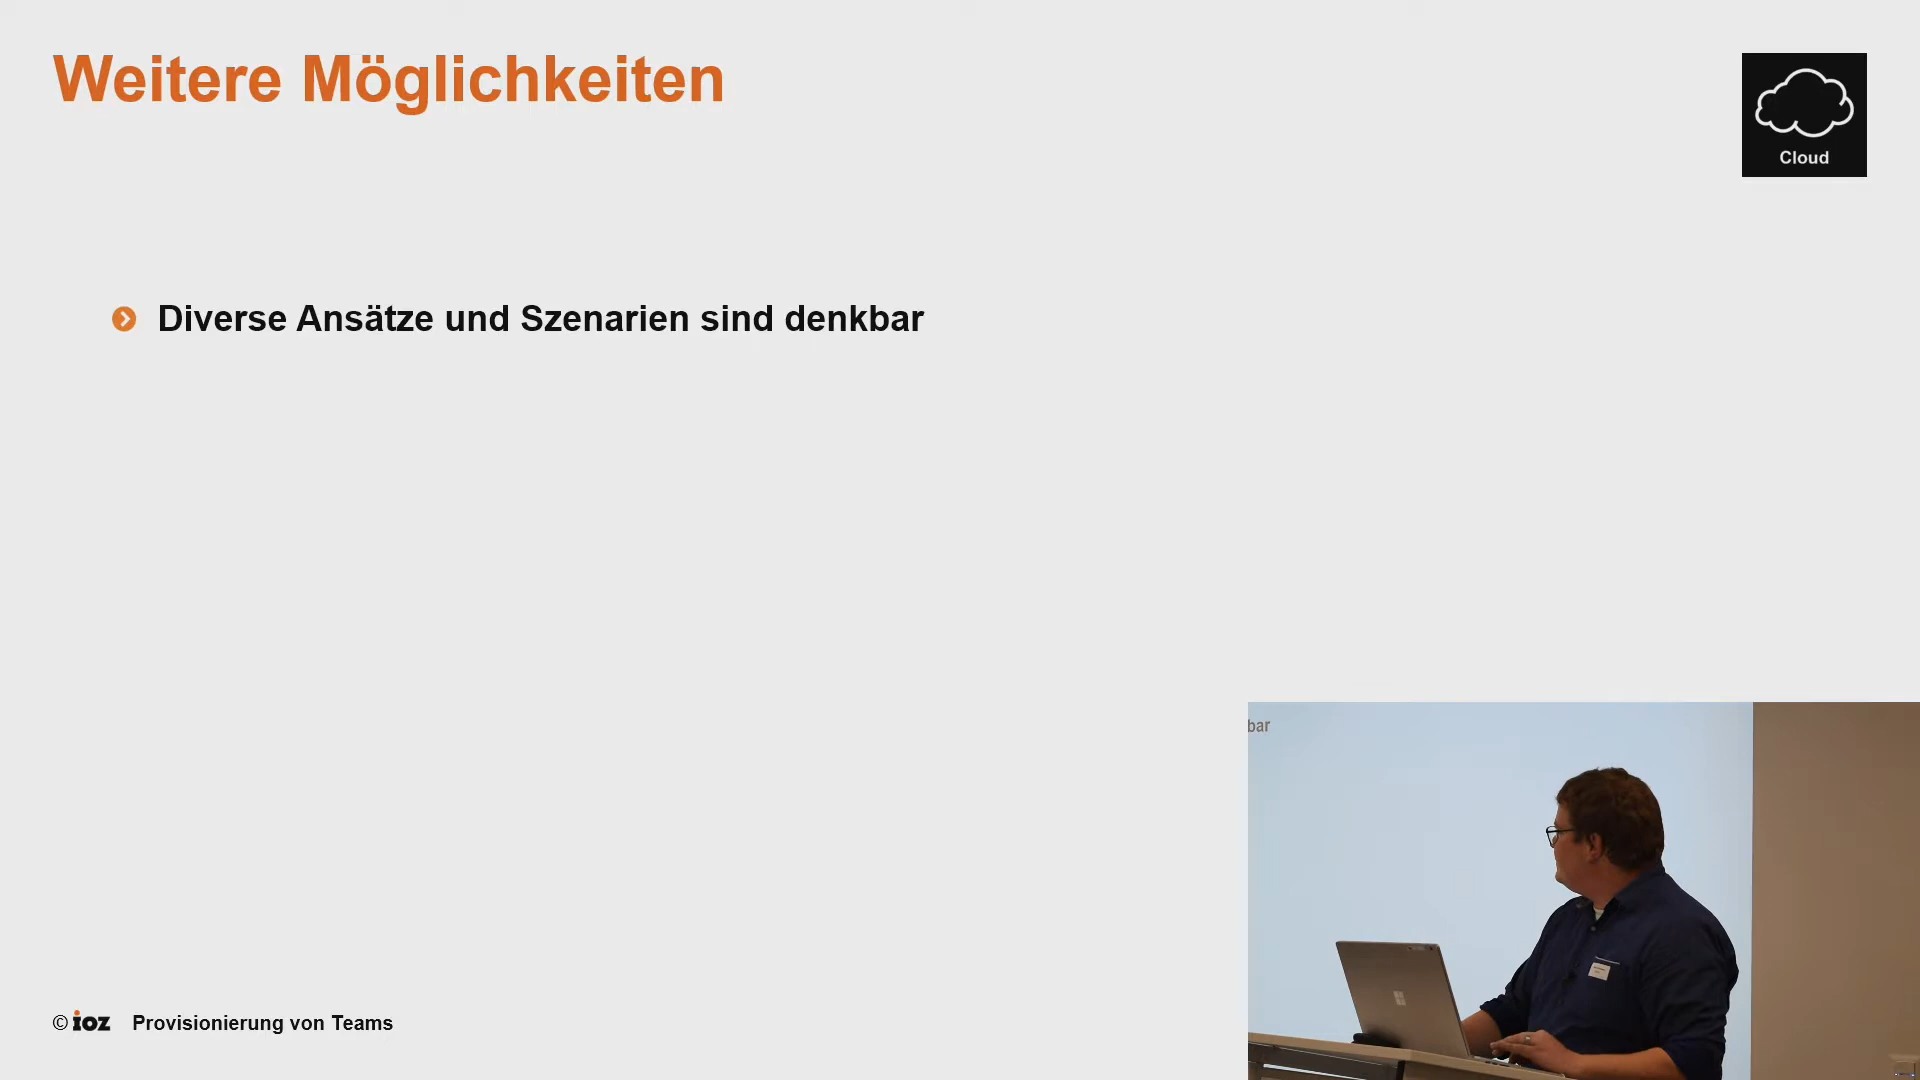 Weitere Möglichkeiten
Cloud
Diverse Ansätze und Szenarien sind denkbar
bar
© ioz Provisionierung von Teams